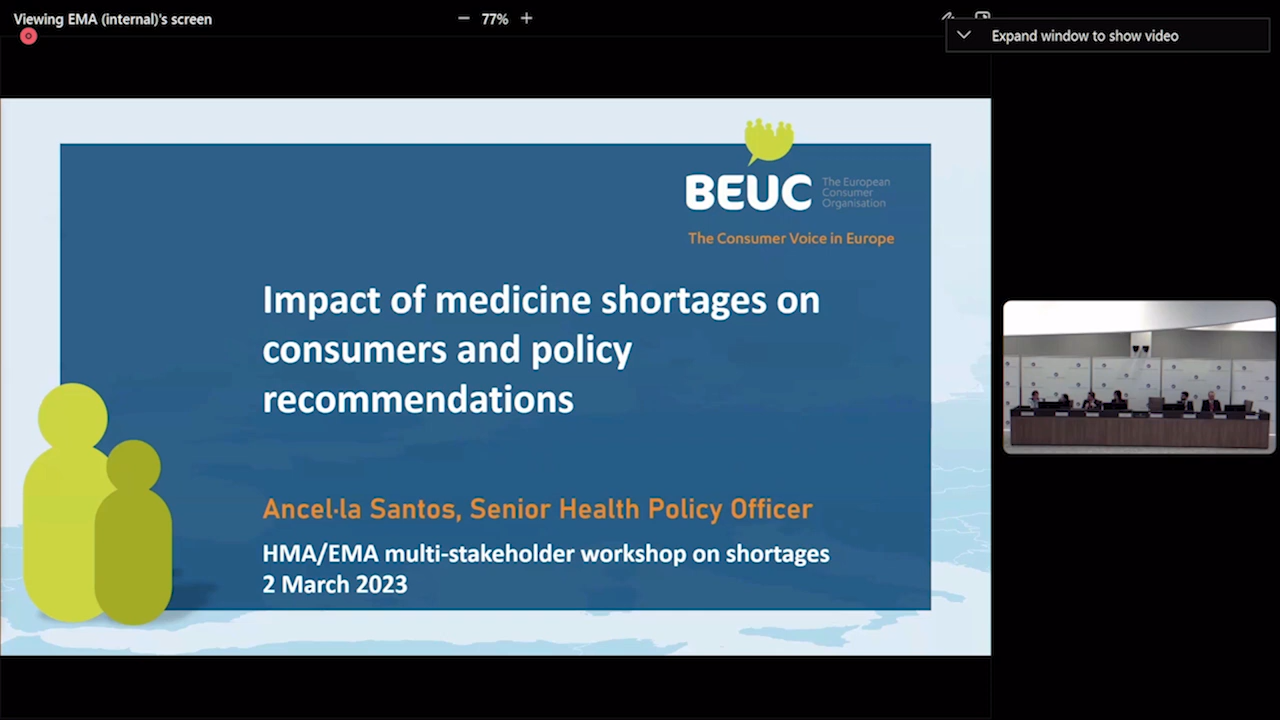 Viewing EMA (internal)'s screen
77%
Expand window to show video
BEUC
The European
Consumer
Organisation
The Consumer Voice in Europe
Impact of medicine shortages on
consumers and policy
recommendations
Ancel·la Santos, Senior Health Policy Officer
HMA/EMA multi-stakeholder workshop on shortages
2 March 2023